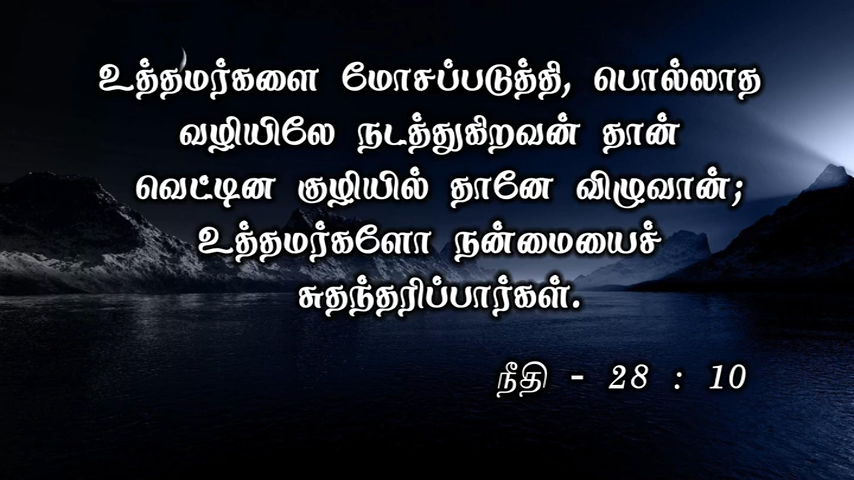 உத்தமர்களை மோசப்படுத்தி, பொல்லாத
வழியிலே நடத்துகிறவன் தான்
வெட்டின குழியில் தானே விழுவான்;
உத்தமர்களோ நன்மையைச்
சுதந்தரிப்பார்கள்.
நீதி - 28 : 10